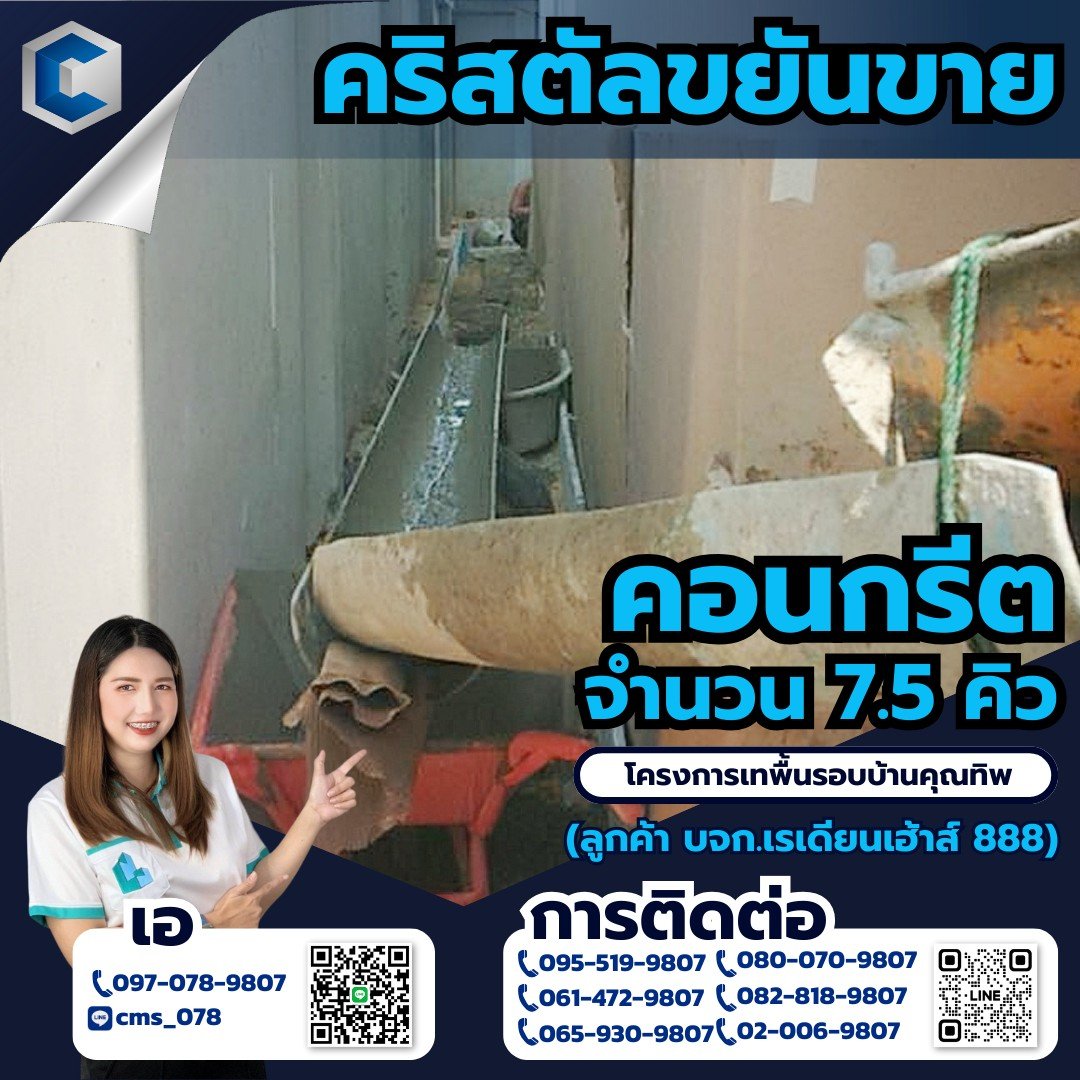 คริสตัลขยันขาย
คอนกรีต
จำนวน 7.5 คิว
โครงการเทพื้นรอบบ้านคุณทิพ
(ลูกค้า บจก.เรเดียนเฮ้าส์ 888)
เอ
097-078-9807
LINE cms_078
การติดต่อ
095-519-9807 080-070-9807
061-472-9807 082-818-9807
065-930-9807 02-006-9807
LINE